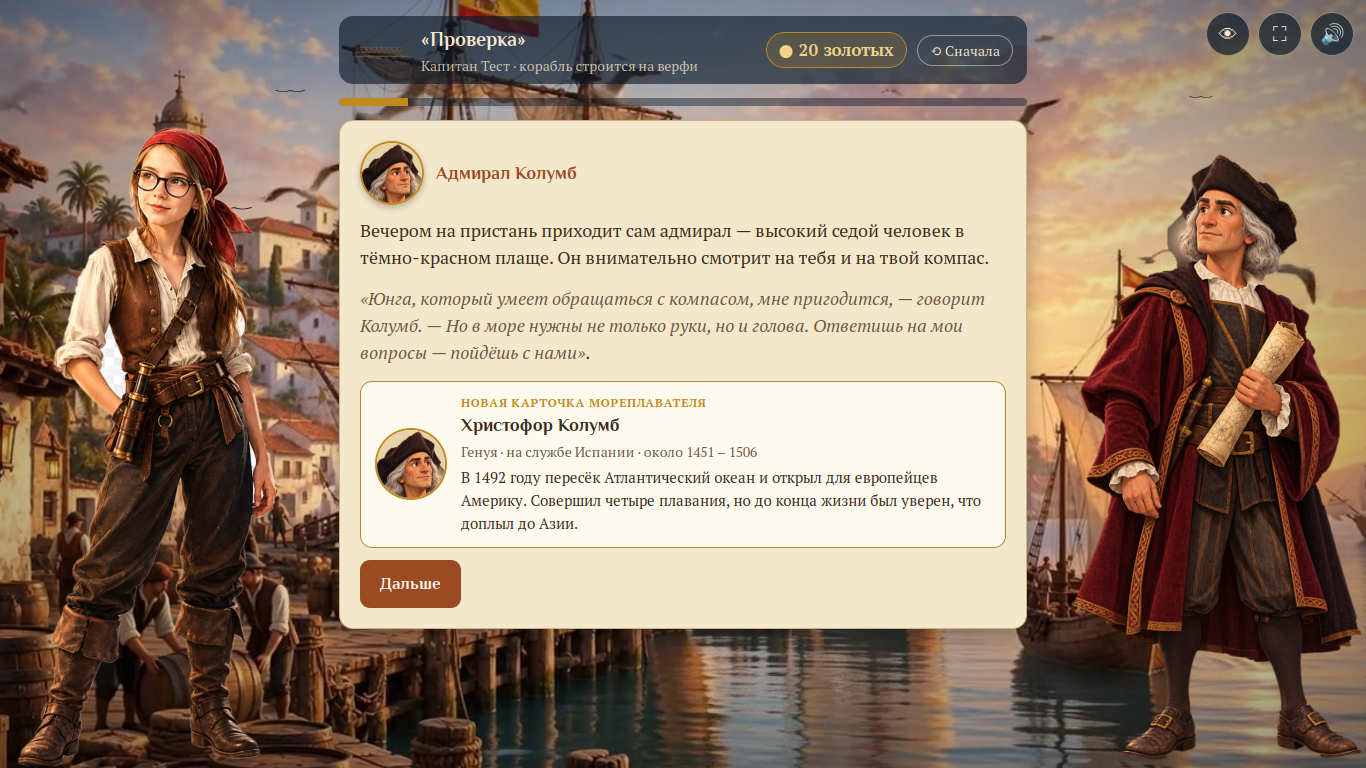 «Проверка»
Капитан Тест · корабль строится на верфи
20 золотых
⟲ Сначала
Адмирал Колумб
Вечером на пристань приходит сам адмирал — высокий седой человек в
тёмно-красном плаще. Он внимательно смотрит на тебя и на твой компас.
«Юнга, который умеет обращаться с компасом, мне пригодится, — говорит
Колумб. — Но в море нужны не только руки, но и голова. Ответишь на мои
вопросы — пойдёшь с нами».
НОВАЯ КАРТОЧКА МОРЕПЛАВАТЕЛЯ
Христофор Колумб
Генуя · на службе Испании · около 1451 – 1506
В 1492 году пересёк Атлантический океан и открыл для европейцев
Америку. Совершил четыре плавания, но до конца жизни был уверен, что
доплыл до Азии.
Дальше